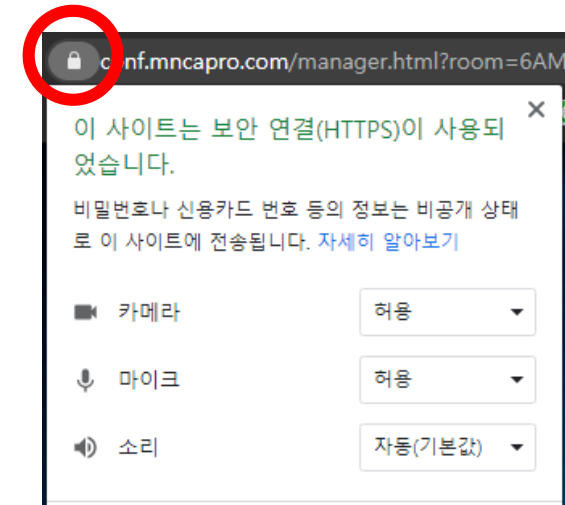 conf.mncapro.com/manager.html?room=6AM
이 사이트는 보안 연결(HTTPS)이 사용되
었습니다.
비밀번호나 신용카드 번호 등의 정보는 비공개 상태
로 이 사이트에 전송됩니다. 자세히 알아보기
카메라 허용
마이크 허용
소리 자동(기본값)